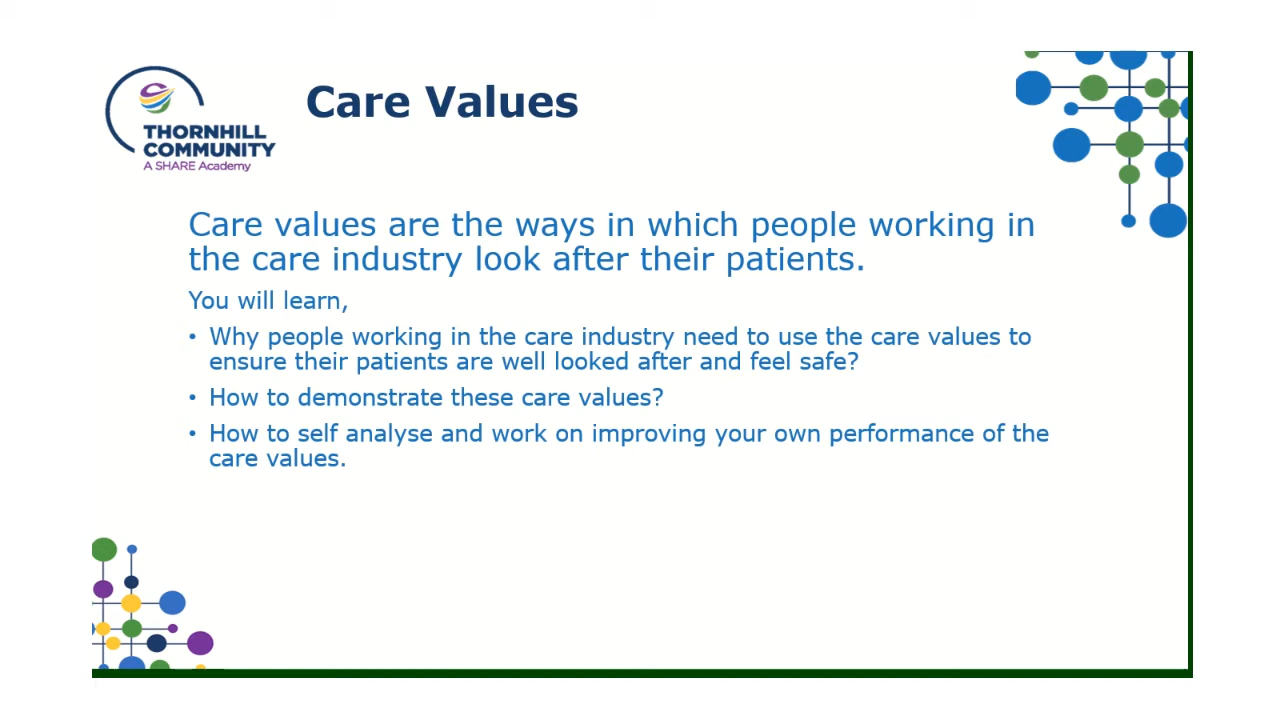 THORNHILL
COMMUNITY
A SHARE Academy
Care Values
Care values are the ways in which people working in
the care industry look after their patients.
You will learn,
• Why people working in the care industry need to use the care values to
ensure their patients are well looked after and feel safe?
• How to demonstrate these care values?
• How to self analyse and work on improving your own performance of the
care values.